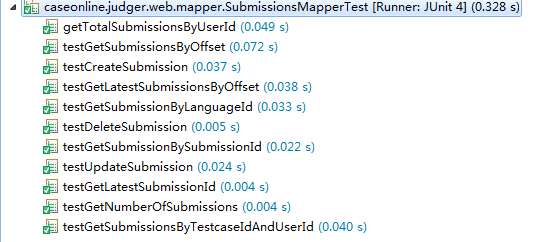 caseonline.judger.web.mapper.SubmissionsMapperTest [Runner: JUnit 4] (0.328 s)
getTotalSubmissionsByUserId (0.049 s)
testGetSubmissionsByOffset (0.072 s)
testCreateSubmission (0.037 s)
testGetLatestSubmissionsByOffset (0.038 s)
testGetSubmissionByLanguageId (0.033 s)
testDeleteSubmission (0.005 s)
testGetSubmissionBySubmissionId (0.022 s)
testUpdateSubmission (0.024 s)
testGetLatestSubmissionId (0.004 s)
testGetNumberOfSubmissions (0.004 s)
testGetSubmissionsByTestcaseIdAndUserId (0.040 s)